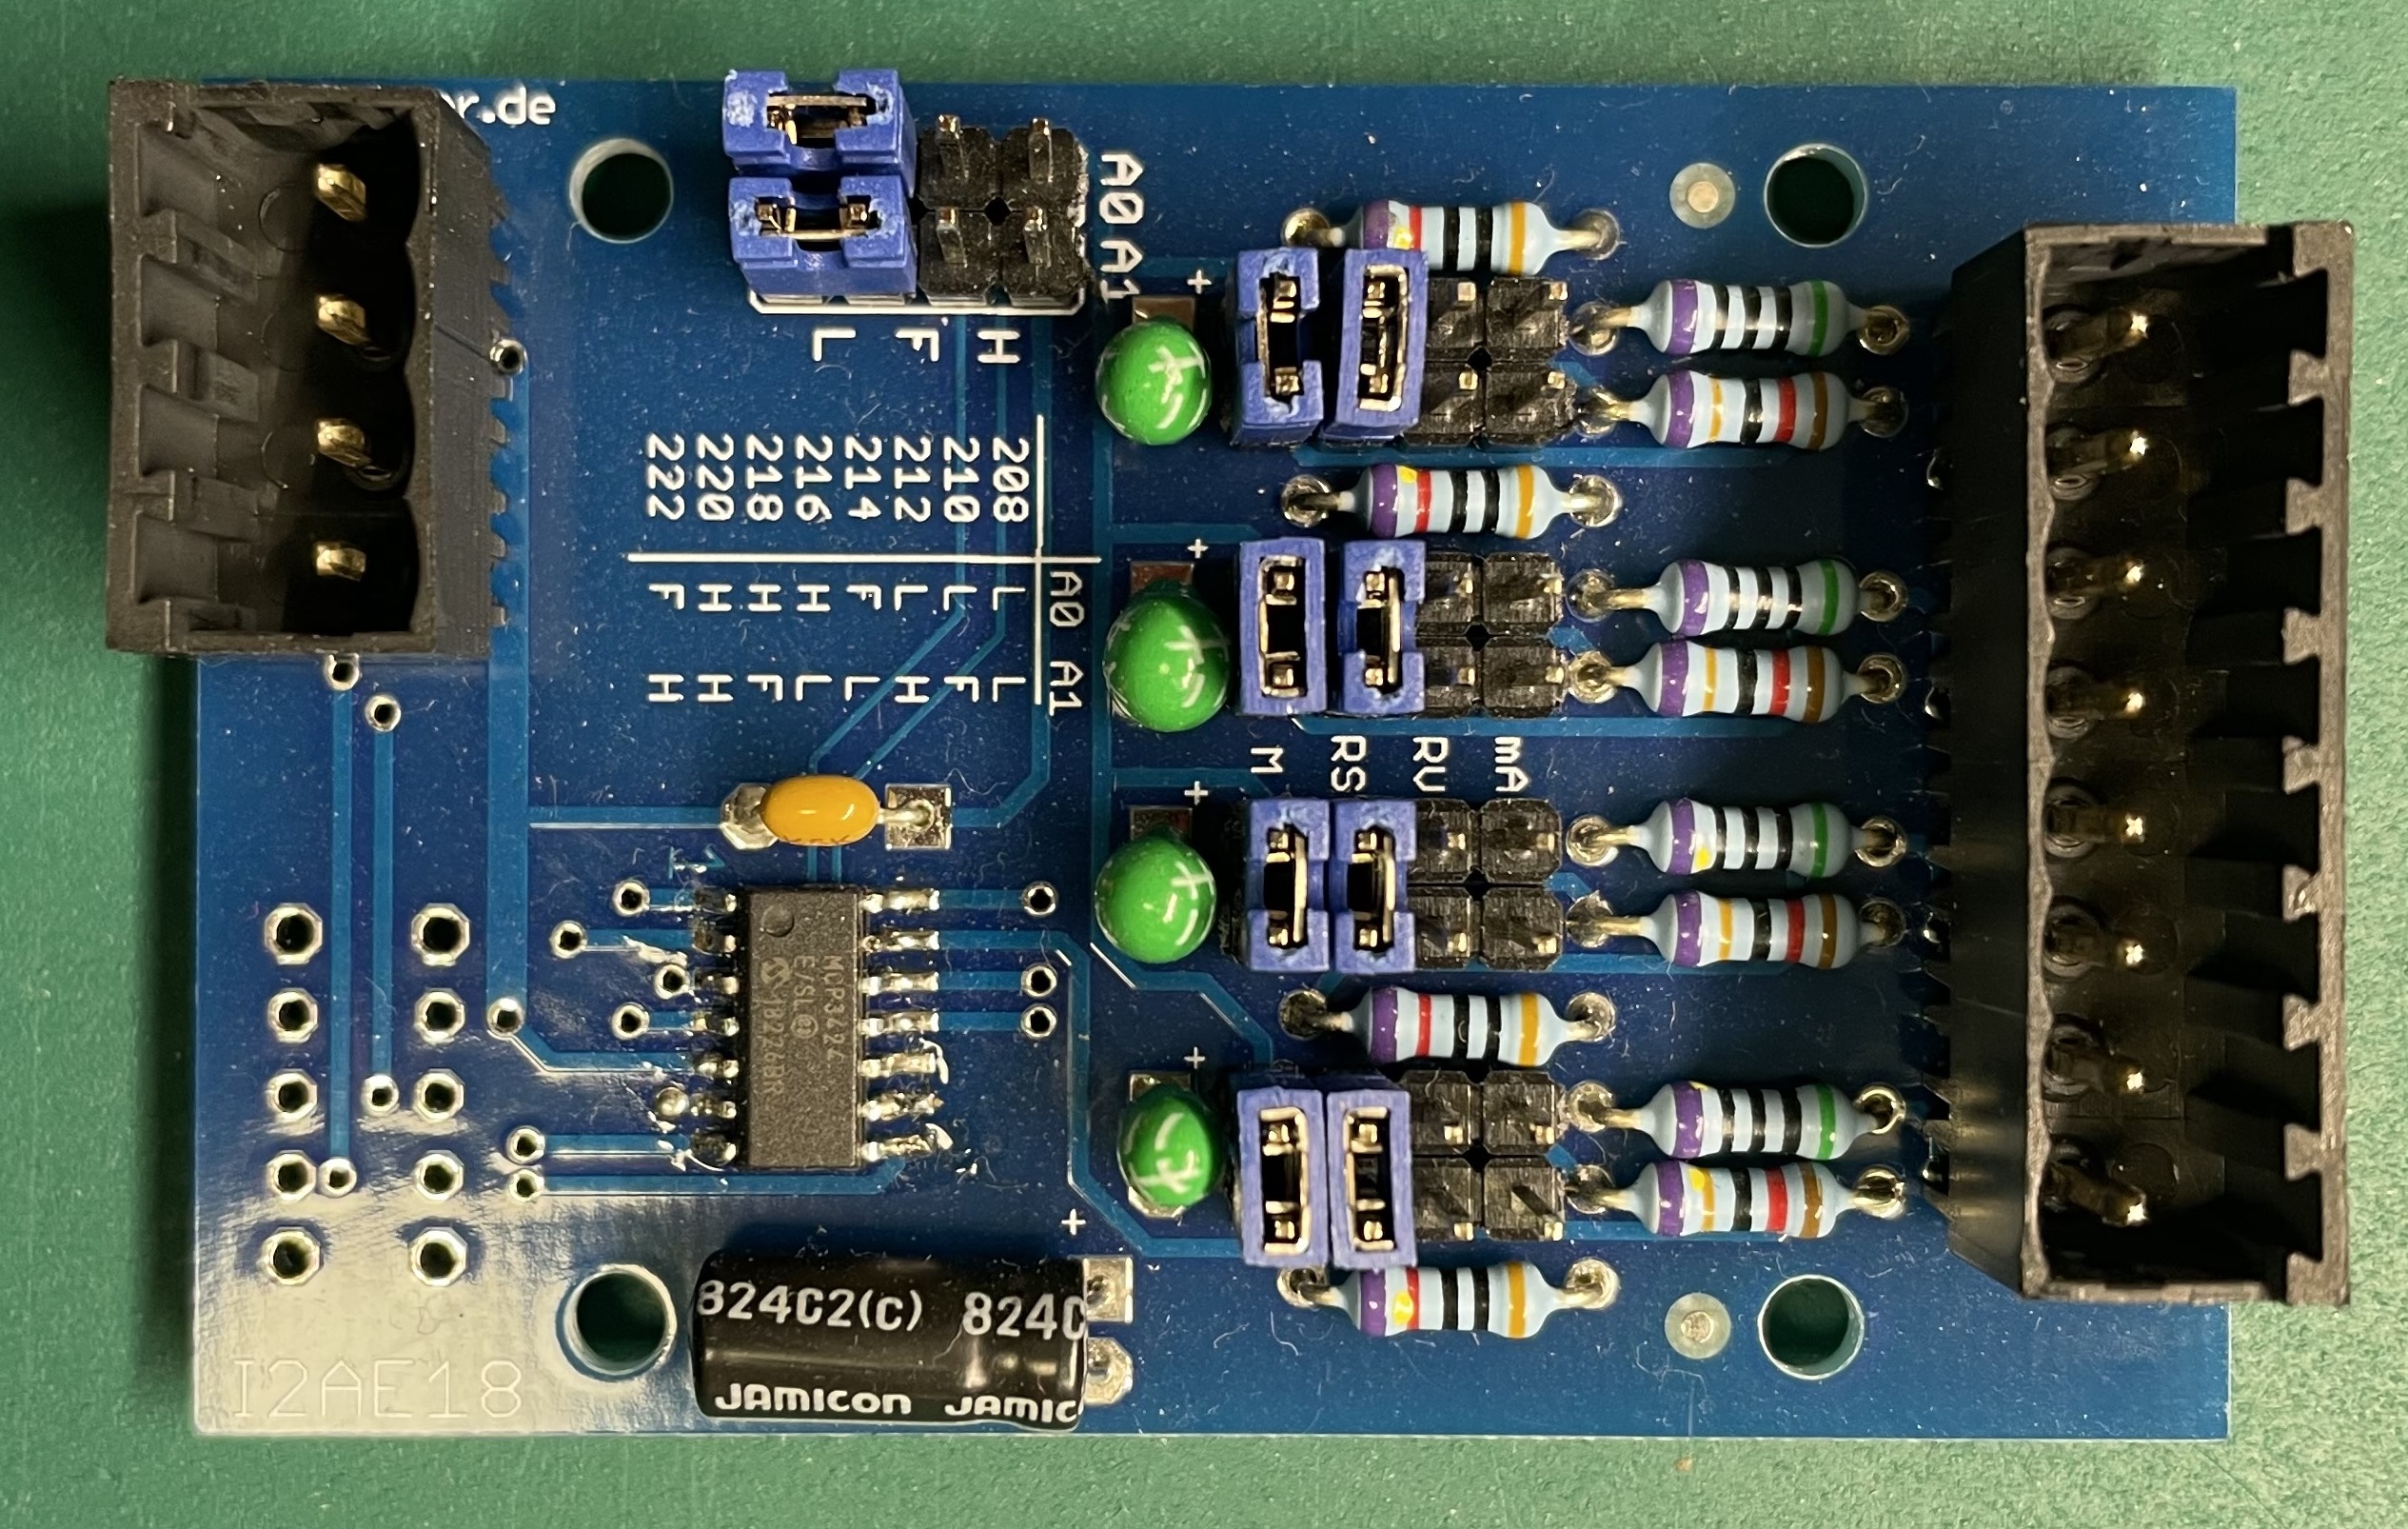 r.de
A0 A1
H
F
L
A0 A1
208 L L
210 L F
212 L H
214 F L
216 H L
218 H F
220 H H
222 F H
+
+
M
RS
RV
mA
+
+
1
MCP3424
E/SL
+
824C2(C) 824C
JAMICON JAMIC
I2AE18